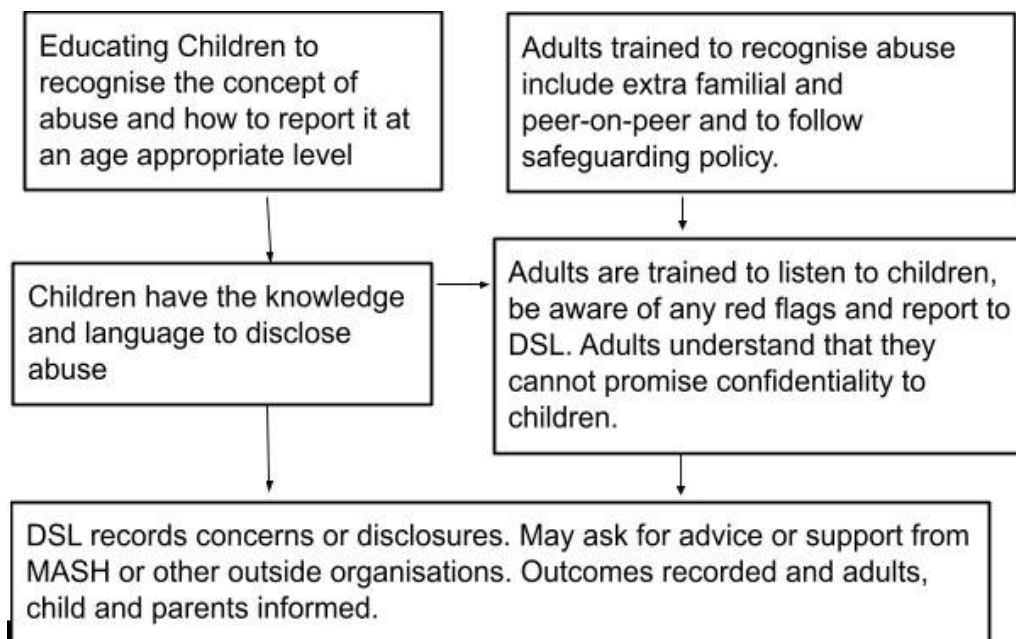 Educating Children to
recognise the concept of
abuse and how to report it at
an age appropriate level
Adults trained to recognise abuse
include extra familial and
peer-on-peer and to follow
safeguarding policy.
Children have the knowledge
and language to disclose
abuse
Adults are trained to listen to children,
be aware of any red flags and report to
DSL. Adults understand that they
cannot promise confidentiality to
children.
DSL records concerns or disclosures. May ask for advice or support from
MASH or other outside organisations. Outcomes recorded and adults,
child and parents informed.